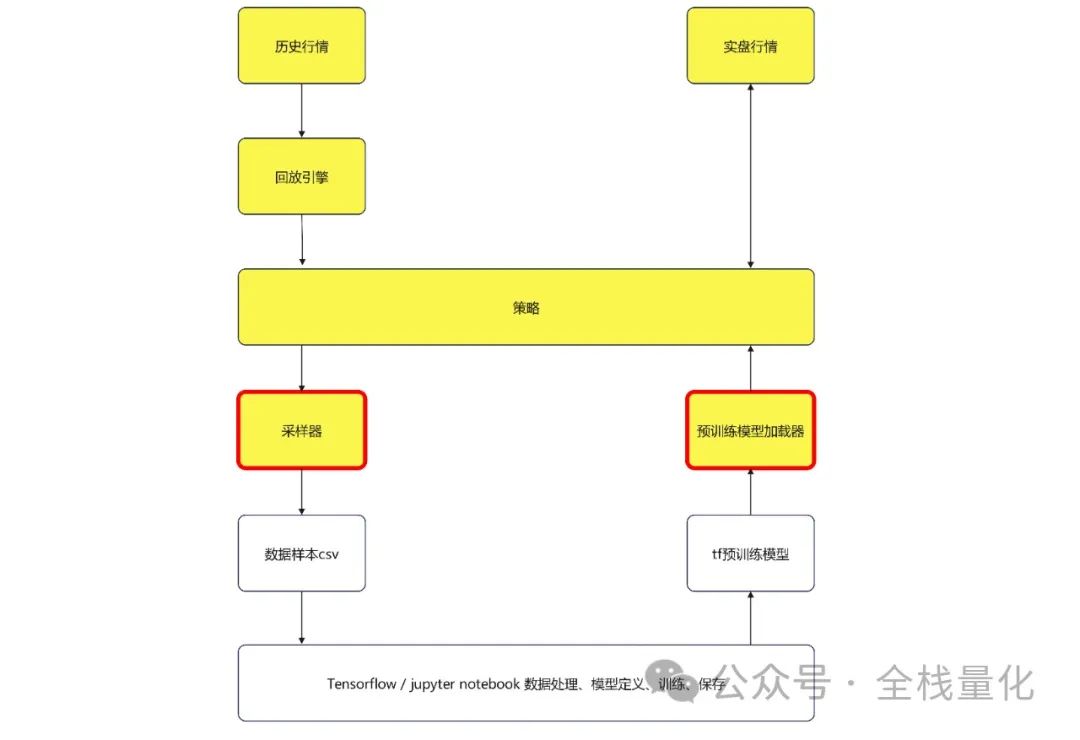 历史行情
实盘行情
回放引擎
策略
采样器
预训练模型加载器
数据样本csv
tf预训练模型
Tensorflow / jupyter notebook 数据处理、模型定义、训练、保存
公众号 · 全栈量化